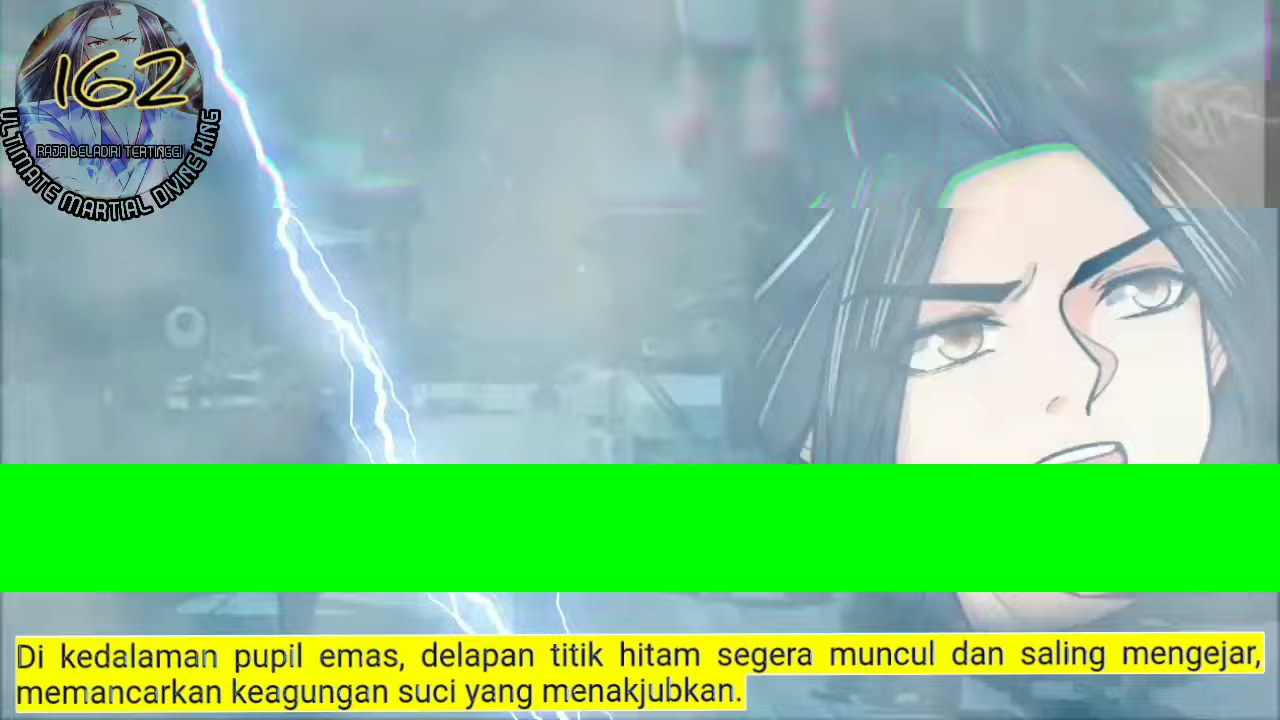 162
RAJA BELADIRI TERTINGGI
ULTIMATE MARTIAL DIVINE KING
Di kedalaman pupil emas, delapan titik hitam segera muncul dan saling mengejar,
memancarkan keagungan suci yang menakjubkan.